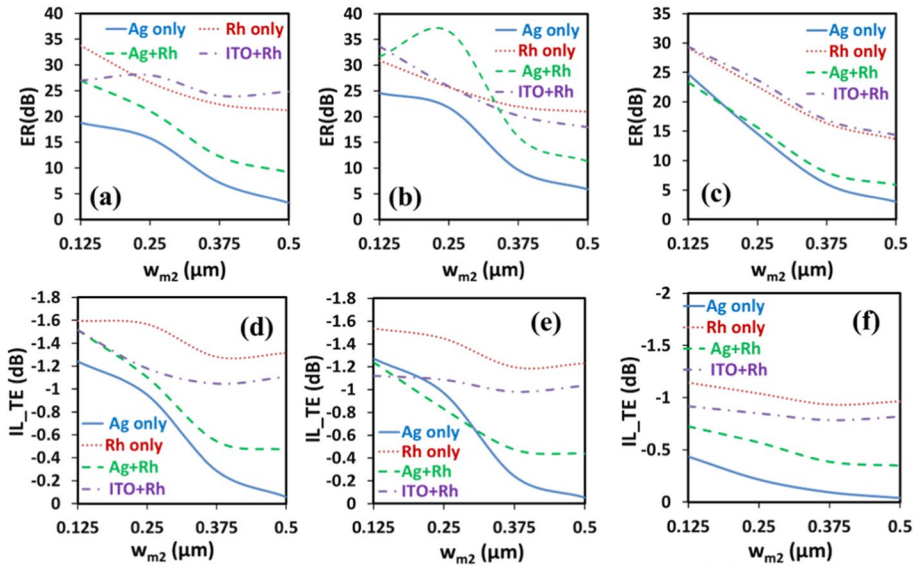 40
35
30
25
20
15
10
5
0
ER(dB)
Ag only
Rh only
Ag+Rh
ITO+Rh
(a)
0.125
0.25
0.375
0.5
w_m2 (μm)
40
35
30
25
20
15
10
5
0
ER(dB)
Ag only
Rh only
Ag+Rh
ITO+Rh
(b)
0.125
0.25
0.375
0.5
w_m2 (μm)
35
30
25
20
15
10
5
0
ER(dB)
Ag only
Rh only
Ag+Rh
ITO+Rh
(c)
0.125
0.25
0.375
0.5
w_m2 (μm)
-1.8
-1.6
-1.4
-1.2
-1
-0.8
-0.6
-0.4
-0.2
0
IL_TE (dB)
(d)
Ag only
Rh only
Ag+Rh
ITO+Rh
0.125
0.25
0.375
0.5
w_m2 (μm)
-1.8
-1.6
-1.4
-1.2
-1
-0.8
-0.6
-0.4
-0.2
0
IL_TE (dB)
(e)
Ag only
Rh only
Ag+Rh
ITO+Rh
0.125
0.25
0.375
0.5
w_m2 (μm)
-2
-1.5
-1
-0.5
0
IL_TE (dB)
Ag only
Rh only
Ag+Rh
ITO+Rh
(f)
0.125
0.25
0.375
0.5
w_m2 (μm)